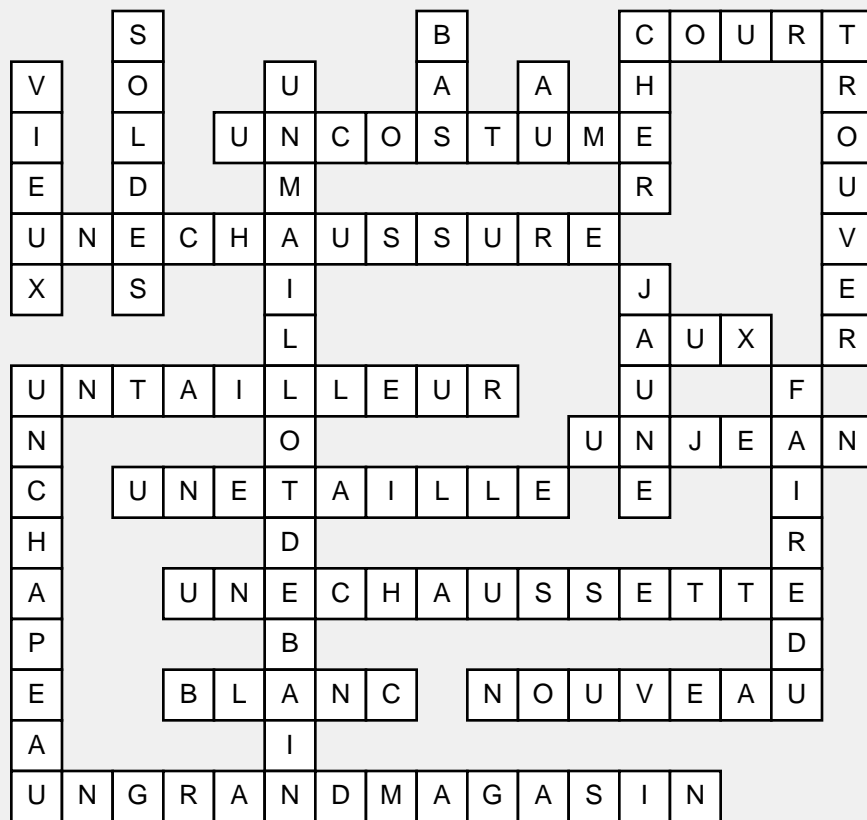 S B C O U R T
V O U A A H R
I L U N C O S T U M E O
E D M R U
U N E C H A U S S U R E V
X S I J E
L A U X R
U N T A I L L E U R U F
N O U N J E A N
C U N E T A I L L E E I
H D R
A U N E C H A U S S E T T E
P B D
E B L A N C N O U V E A U
A I
U N G R A N D M A G A S I N